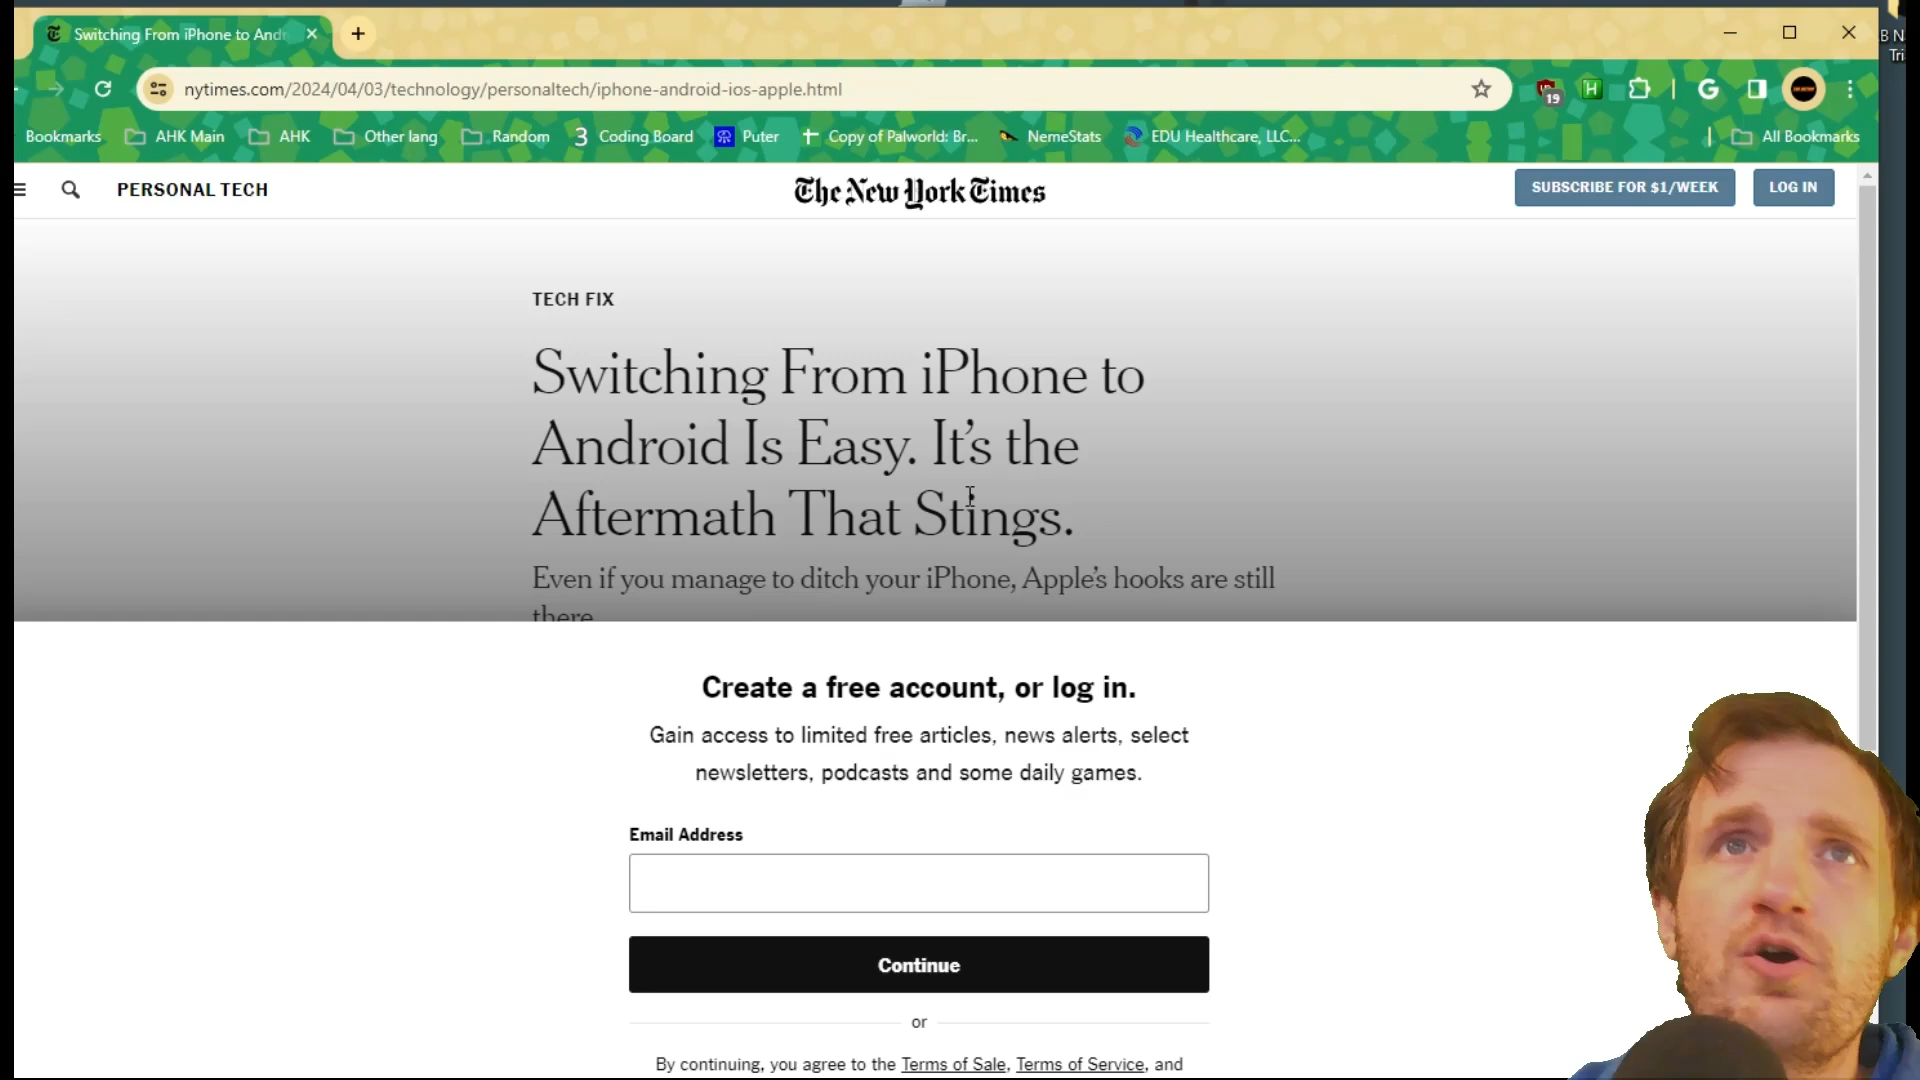 Switching From iPhone to Andr
nytimes.com/2024/04/03/technology/personaltech/iphone-android-ios-apple.html
19
H
G
Bookmarks AHK Main AHK Other lang Random 3 Coding Board Puter Copy of Palworld: Br... NemeStats EDU Healthcare, LLC... All Bookmarks
B N
Tri
PERSONAL TECH The New York Times SUBSCRIBE FOR $1/WEEK LOG IN
TECH FIX
Switching From iPhone to
Android Is Easy. It’s the
Aftermath That Stings.
Even if you manage to ditch your iPhone, Apple’s hooks are still
there
Create a free account, or log in.
Gain access to limited free articles, news alerts, select
newsletters, podcasts and some daily games.
Email Address
Continue
or
By continuing, you agree to the Terms of Sale, Terms of Service, and